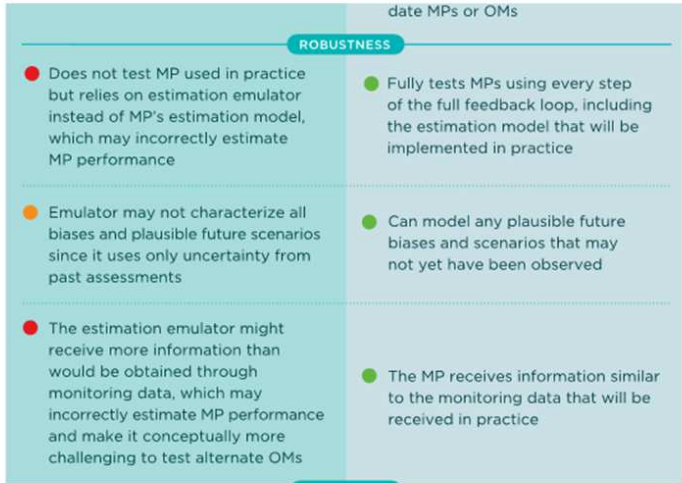 date MPs or OMs
ROBUSTNESS
Does not test MP used in practice
but relies on estimation emulator
instead of MP's estimation model,
which may incorrectly estimate
MP performance
Fully tests MPs using every step
of the full feedback loop, including
the estimation model that will be
implemented in practice
Emulator may not characterize all
biases and plausible future scenarios
since it uses only uncertainty from
past assessments
Can model any plausible future
biases and scenarios that may
not yet have been observed
The estimation emulator might
receive more information than
would be obtained through
monitoring data, which may
incorrectly estimate MP performance
and make it conceptually more
challenging to test alternate OMs
The MP receives information similar
to the monitoring data that will be
received in practice